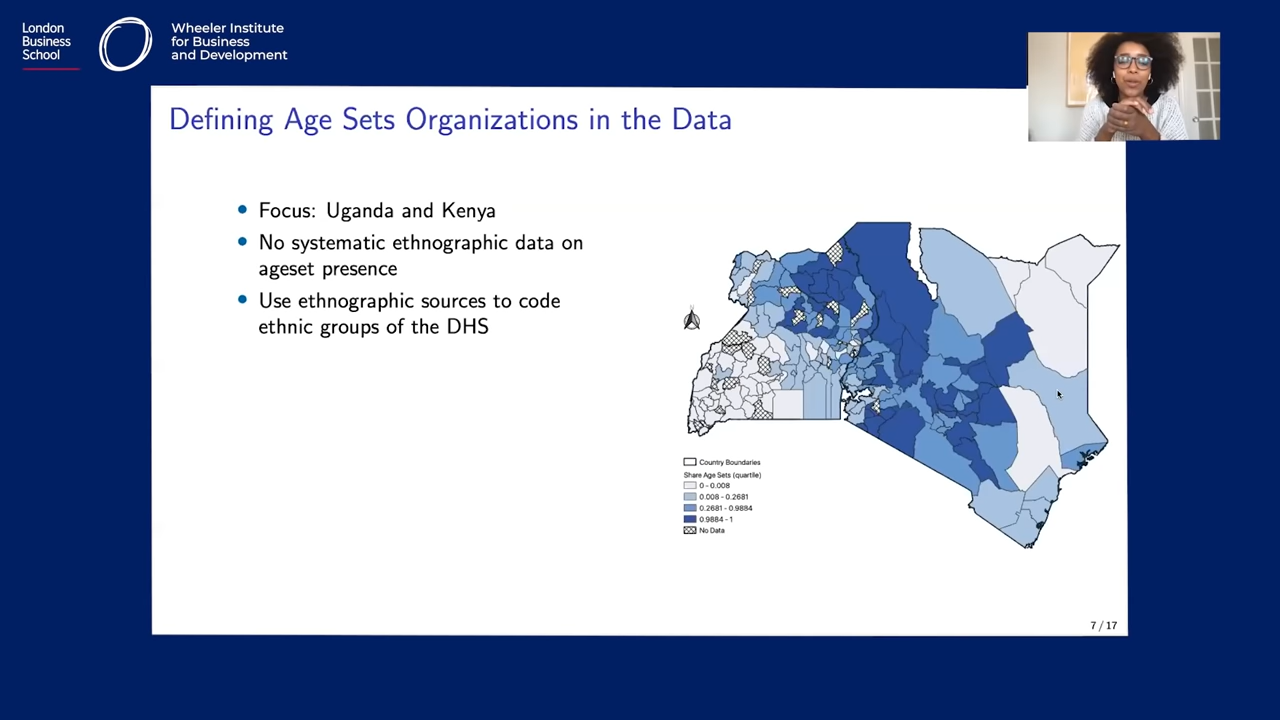 London
Business
School
Wheeler Institute
for Business
and Development
Defining Age Sets Organizations in the Data
Focus: Uganda and Kenya
No systematic ethnographic data on
ageset presence
Use ethnographic sources to code
ethnic groups of the DHS
N
Country Boundaries
Share Age Sets (quartile)
0 - 0.008
0.008 - 0.2681
0.2681 - 0.9884
0.9884 - 1
No Data
7 / 17